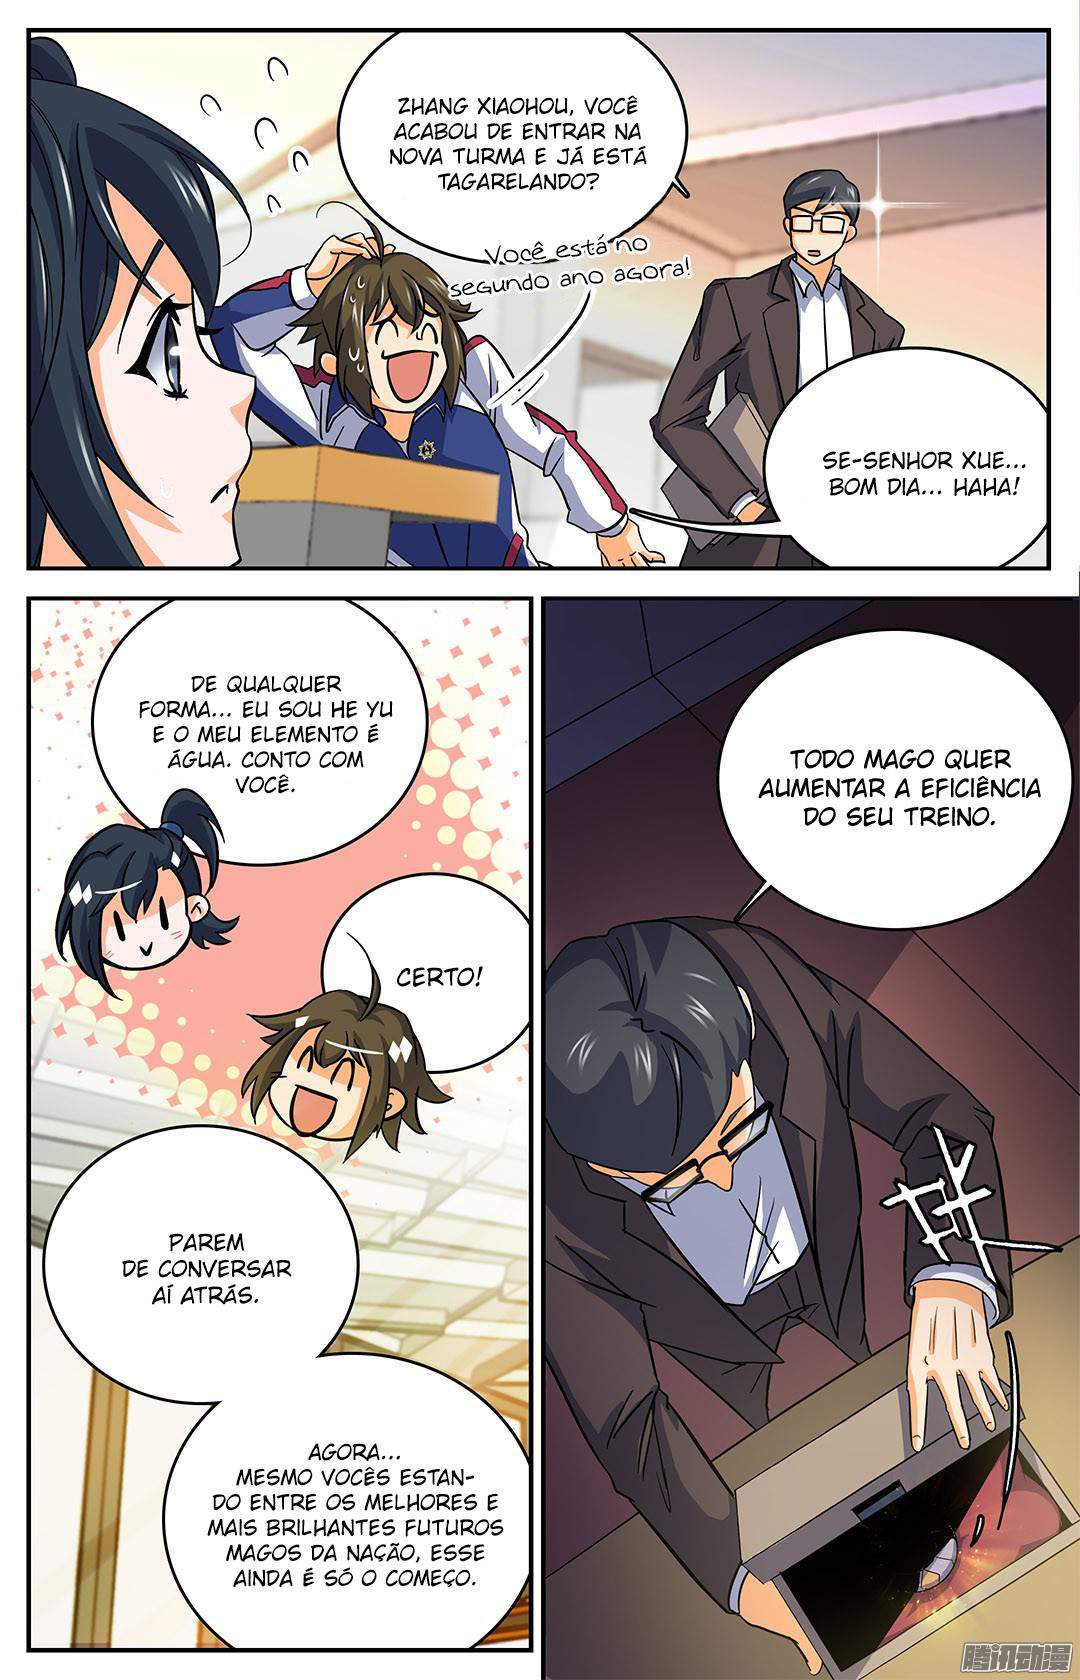 ZHANG XIAOHOU, VOCÊ
ACABOU DE ENTRAR NA
NOVA TURMA E JÁ ESTÁ
TAGARELANDO?
Você está no
segundo ano agora!
SE-SENHOR XUE...
BOM DIA... HAHA!
DE QUALQUER
FORMA... EU SOU HE YU
E O MEU ELEMENTO É
ÁGUA. CONTO COM
VOCÊ.
CERTO!
PAREM
DE CONVERSAR
AÍ ATRÁS.
AGORA...
MESMO VOCÊS ESTAN-
DO ENTRE OS MELHORES E
MAIS BRILHANTES FUTUROS
MAGOS DA NAÇÃO, ESSE
AINDA É SÓ O COMEÇO.
TODO MAGO QUER
AUMENTAR A EFICIÊNCIA
DO SEU TREINO.
腾讯动漫